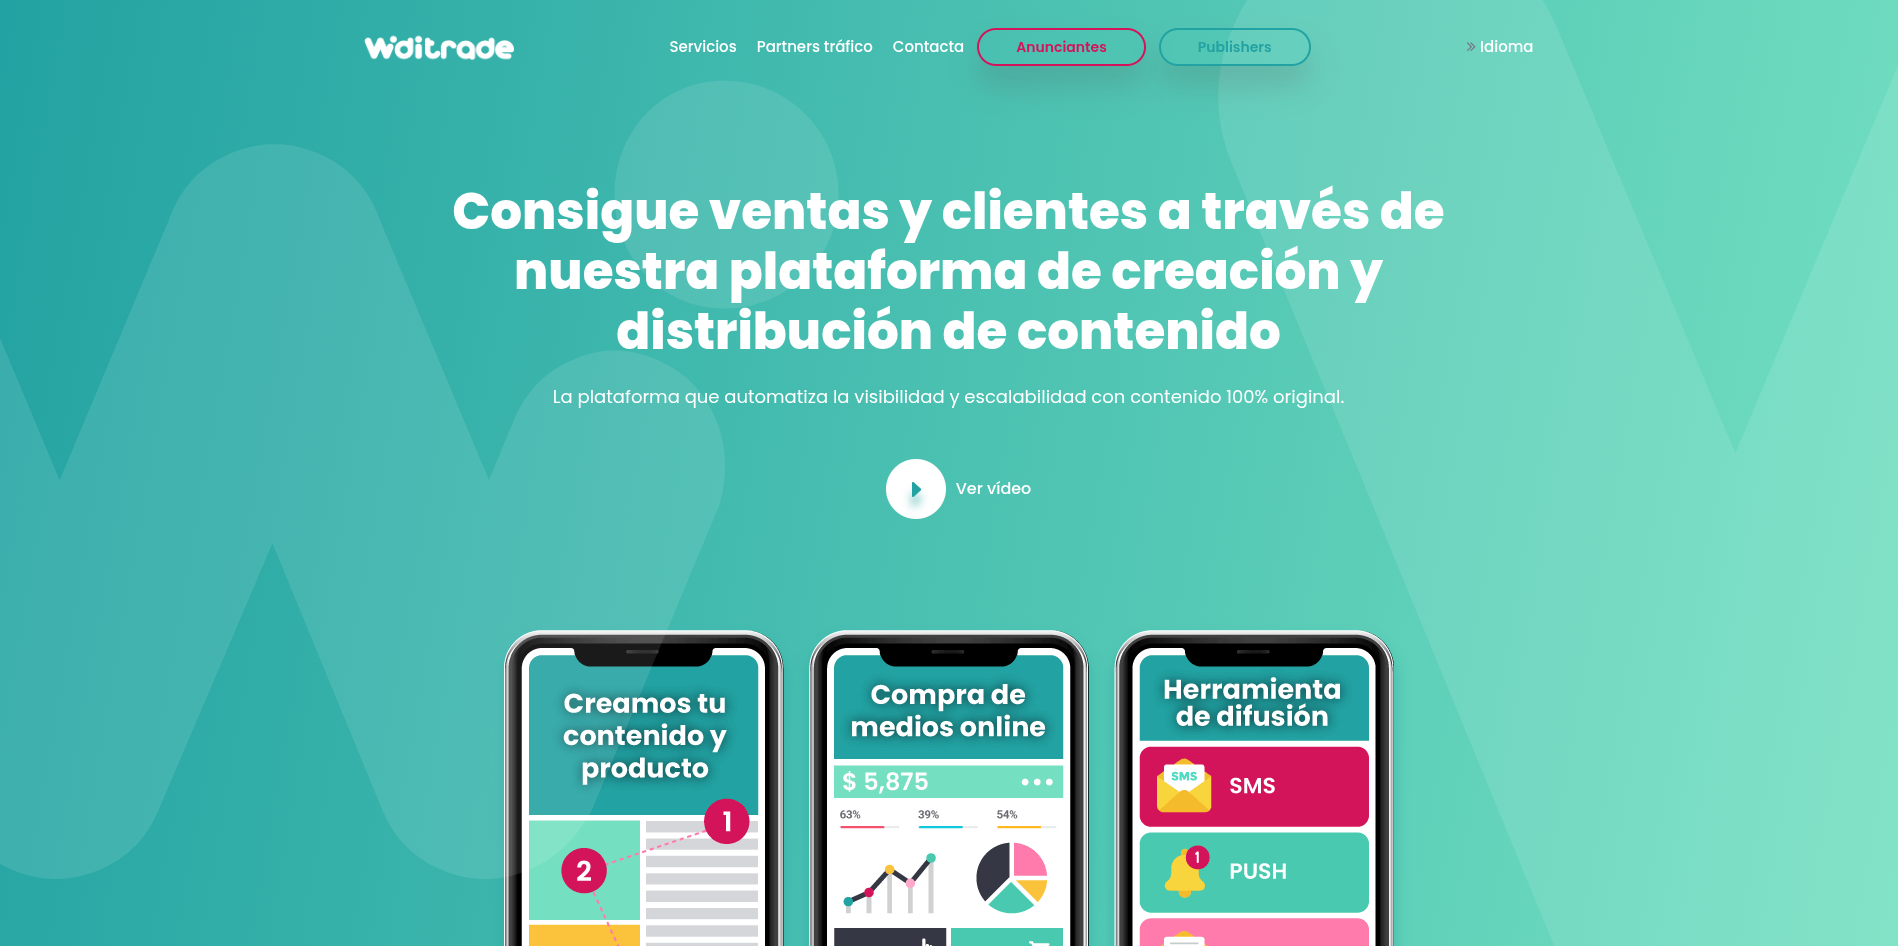 Wditrade
Servicios Partners tráfico Contacta Anunciantes Publishers Idioma
Consigue ventas y clientes a través de
nuestra plataforma de creación y
distribución de contenido
La plataforma que automatiza la visibilidad y escalabilidad con contenido 100% original.
Ver vídeo
Creamos tu
contenido y
producto
1
2
Compra de
medios online
$ 5,875
63% 39% 54%
Herramienta
de difusión
SMS
SMS
1
PUSH